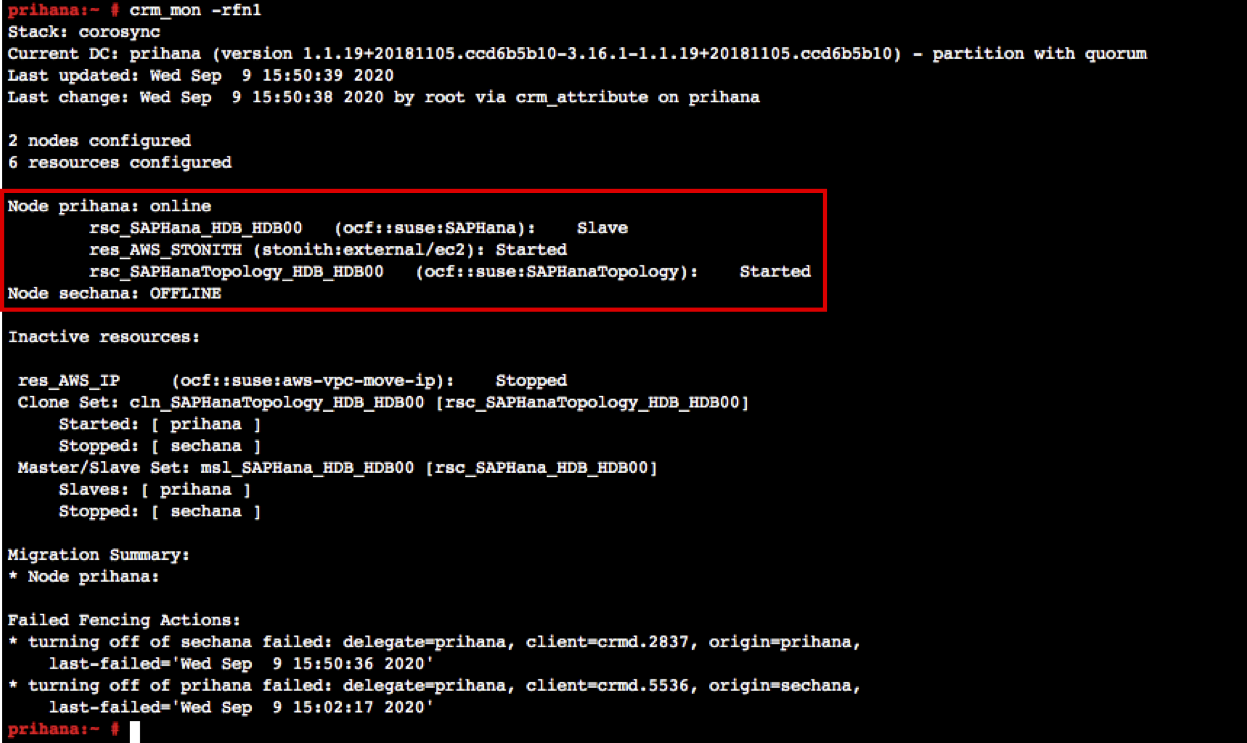 prihana:~ # crm_mon -rfn1
Stack: corosync
Current DC: prihana (version 1.1.19+20181105.ccd6b5b10-3.16.1-1.1.19+20181105.ccd6b5b10) - partition with quorum
Last updated: Wed Sep  9 15:50:39 2020
Last change: Wed Sep  9 15:50:38 2020 by root via crm_attribute on prihana

2 nodes configured
6 resources configured

Node prihana: online
        rsc_SAPHana_HDB_HDB00   (ocf::suse:SAPHana):    Slave
        res_AWS_STONITH (stonith:external/ec2): Started
        rsc_SAPHanaTopology_HDB_HDB00   (ocf::suse:SAPHanaTopology):    Started
Node sechana: OFFLINE

Inactive resources:

 res_AWS_IP     (ocf::suse:aws-vpc-move-ip):    Stopped
 Clone Set: cln_SAPHanaTopology_HDB_HDB00 [rsc_SAPHanaTopology_HDB_HDB00]
     Started: [ prihana ]
     Stopped: [ sechana ]
 Master/Slave Set: msl_SAPHana_HDB_HDB00 [rsc_SAPHana_HDB_HDB00]
     Slaves: [ prihana ]
     Stopped: [ sechana ]

Migration Summary:
* Node prihana:

Failed Fencing Actions:
* turning off of sechana failed: delegate=prihana, client=crmd.2837, origin=prihana,
    last-failed='Wed Sep  9 15:50:36 2020'
* turning off of prihana failed: delegate=prihana, client=crmd.5536, origin=sechana,
    last-failed='Wed Sep  9 15:02:17 2020'
prihana:~ #